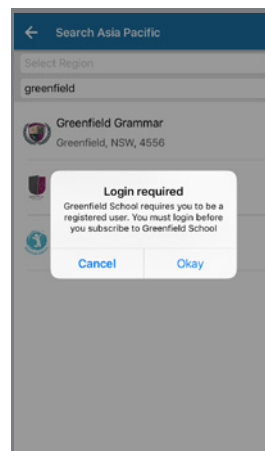 Search Asia Pacific
Select Region
greenfield
Greenfield Grammar
Greenfield, NSW, 4556
Login required
Greenfield School requires you to be a
registered user. You must login before
you subscribe to Greenfield School
Cancel
Okay